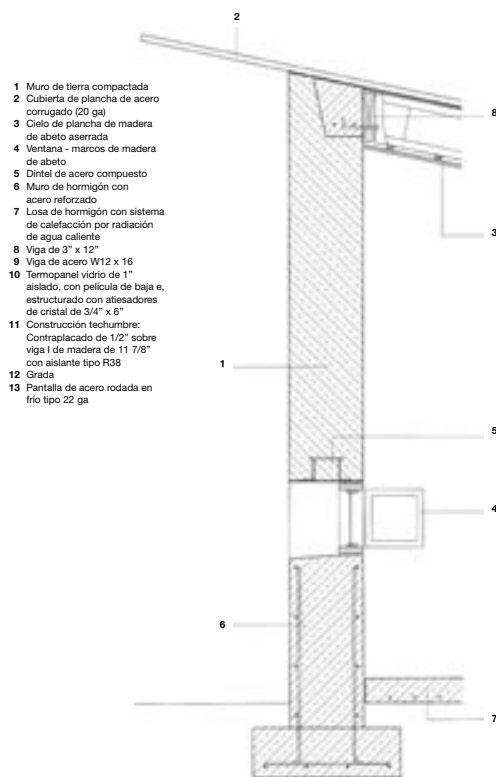 2
1 Muro de tierra compactada
2 Cubierta de plancha de acero
corrugado (20 ga)
3 Cielo de plancha de madera
de abeto aserrada
4 Ventana - marcos de madera
de abeto
5 Dintel de acero compuesto
6 Muro de hormigón con
acero reforzado
7 Losa de hormigón con sistema
de calefacción por radiación
de agua caliente
8 Viga de 3” x 12”
9 Viga de acero W12 x 16
10 Termopanel vidrio de 1”
aislado, con película de baja e,
estructurado con atiesadores
de cristal de 3/4” x 6”
11 Construcción techumbre:
Contraplacado de 1/2” sobre
viga I de madera de 11 7/8”
con aislante tipo R38
12 Grada
13 Pantalla de acero rodada en
frío tipo 22 ga
8
3
1
5
4
6
7